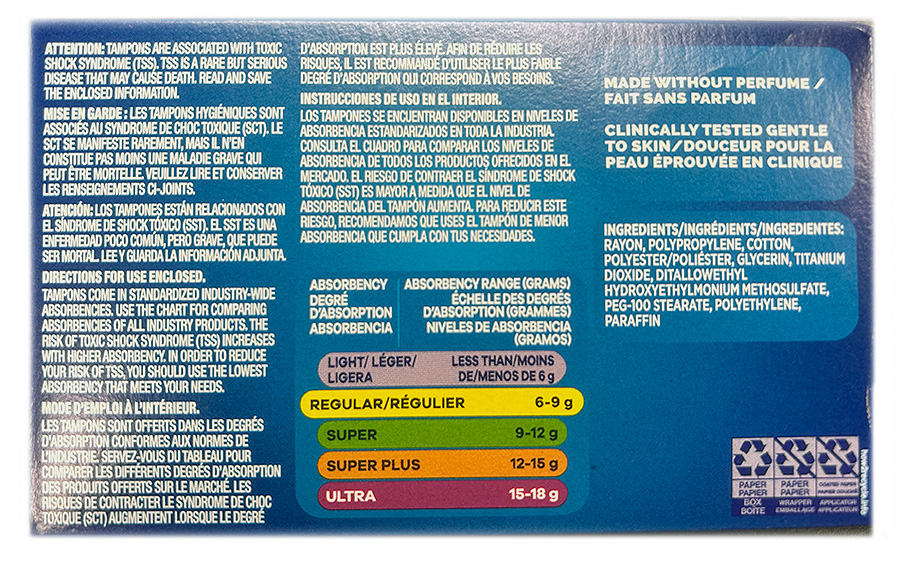 ATTENTION: TAMPONS ARE ASSOCIATED WITH TOXIC
SHOCK SYNDROME (TSS). TSS IS A RARE BUT SERIOUS
DISEASE THAT MAY CAUSE DEATH. READ AND SAVE
THE ENCLOSED INFORMATION.
MISE EN GARDE : LES TAMPONS HYGIÉNIQUES SONT
ASSOCIÉS AU SYNDROME DE CHOC TOXIQUE (SCT). LE
SCT SE MANIFESTE RAREMENT, MAIS IL N'EN
CONSTITUE PAS MOINS UNE MALADIE GRAVE QUI
PEUT ÊTRE MORTELLE. VEUILLEZ LIRE ET CONSERVER
LES RENSEIGNEMENTS CI-JOINTS.
ATENCIÓN: LOS TAMPONES ESTÁN RELACIONADOS CON
EL SÍNDROME DE SHOCK TÓXICO (SST). EL SST ES UNA
ENFERMEDAD POCO COMÚN, PERO GRAVE, QUE PUEDE
SER MORTAL. LEE Y GUARDA LA INFORMACIÓN ADJUNTA.
DIRECTIONS FOR USE ENCLOSED.
TAMPONS COME IN STANDARDIZED INDUSTRY-WIDE
ABSORBENCIES. USE THE CHART FOR COMPARING
ABSORBENCIES OF ALL INDUSTRY PRODUCTS. THE
RISK OF TOXIC SHOCK SYNDROME (TSS) INCREASES
WITH HIGHER ABSORBENCY. IN ORDER TO REDUCE
YOUR RISK OF TSS, YOU SHOULD USE THE LOWEST
ABSORBENCY THAT MEETS YOUR NEEDS.
MODE D'EMPLOI À L'INTÉRIEUR.
LES TAMPONS SONT OFFERTS DANS LES DEGRÉS
D'ABSORPTION CONFORMES AUX NORMES DE
L'INDUSTRIE. SERVEZ-VOUS DU TABLEAU POUR
COMPARER LES DIFFÉRENTS DEGRÉS D'ABSORPTION
DES PRODUITS OFFERTS SUR LE MARCHÉ. LES
RISQUES DE CONTRACTER LE SYNDROME DE CHOC
TOXIQUE (SCT) AUGMENTENT LORSQUE LE DEGRÉ
D'ABSORPTION EST PLUS ÉLEVÉ. AFIN DE RÉDUIRE LES
RISQUES, IL EST RECOMMANDÉ D'UTILISER LE PLUS FAIBLE
DEGRÉ D'ABSORPTION QUI CORRESPOND À VOS BESOINS.
INSTRUCCIONES DE USO EN EL INTERIOR.
LOS TAMPONES SE ENCUENTRAN DISPONIBLES EN NIVELES DE
ABSORBENCIA ESTANDARIZADOS EN TODA LA INDUSTRIA.
CONSULTA EL CUADRO PARA COMPARAR LOS NIVELES DE
ABSORBENCIA DE TODOS LOS PRODUCTOS OFRECIDOS EN EL
MERCADO. EL RIESGO DE CONTRAER EL SÍNDROME DE SHOCK
TÓXICO (SST) ES MAYOR A MEDIDA QUE EL NIVEL DE
ABSORBENCIA DEL TAMPÓN AUMENTA. PARA REDUCIR ESTE
RIESGO, RECOMENDAMOS QUE USES EL TAMPÓN DE MENOR
ABSORBENCIA QUE CUMPLA CON TUS NECESIDADES.
ABSORBENCY ABSORBENCY RANGE (GRAMS)
DEGRÉ ÉCHELLE DES DEGRÉS
D'ABSORPTION D'ABSORPTION (GRAMMES)
ABSORBENCIA NIVELES DE ABSORBENCIA
(GRAMOS)
LIGHT/ LÉGER/ LESS THAN/MOINS
LIGERA DE/MENOS DE 6 g
REGULAR/RÉGULIER 6-9 g
SUPER 9-12 g
SUPER PLUS 12-15 g
ULTRA 15-18 g
MADE WITHOUT PERFUME /
FAIT SANS PARFUM
CLINICALLY TESTED GENTLE
TO SKIN/DOUCEUR POUR LA
PEAU ÉPROUVÉE EN CLINIQUE
INGREDIENTS/INGRÉDIENTS/INGREDIENTES:
RAYON, POLYPROPYLENE, COTTON,
POLYESTER/POLIÉSTER, GLYCERIN, TITANIUM
DIOXIDE, DITALLOWETHYL
HYDROXYETHYLMONIUM METHOSULFATE,
PEG-100 STEARATE, POLYETHYLENE,
PARAFFIN
PAPER PAPER COATED PAPER
PAPIER PAPIER PAPIER COUCHÉ
BOX WRAPPER APPLICATOR
BOÎTE EMBALLAGE APPLICATEUR
how2recycle.info